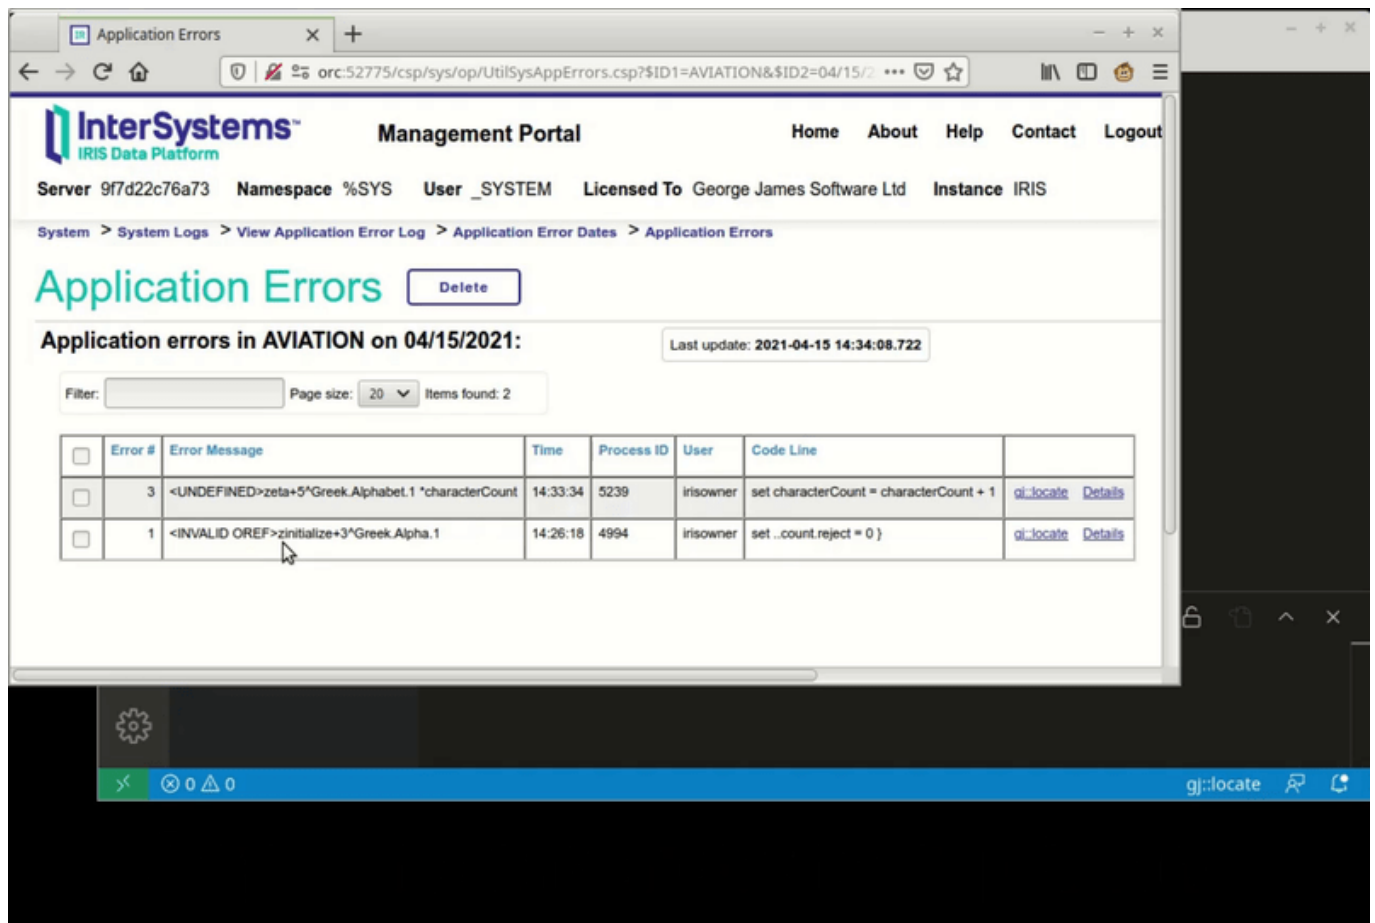 Application Errors
orc:52775/csp/sys/op/UtilSysAppErrors.csp?$ID1=AVIATION&$ID2=04/15/2
InterSystems™
IRIS Data Platform
Management Portal
Home About Help Contact Logout
Server 9f7d22c76a73 Namespace %SYS User _SYSTEM Licensed To George James Software Ltd Instance IRIS
System > System Logs > View Application Error Log > Application Error Dates > Application Errors
Application Errors Delete
Application errors in AVIATION on 04/15/2021: Last update: 2021-04-15 14:34:08.722
Filter: Page size: 20 Items found: 2
Error # Error Message Time Process ID User Code Line
3 <UNDEFINED>zeta+5^Greek.Alphabet.1 *characterCount 14:33:34 5239 irisowner set characterCount = characterCount + 1 gj::locate Details
1 <INVALID OREF>zinitialize+3^Greek.Alpha.1 14:26:18 4994 irisowner set ..count.reject = 0 } gj::locate Details
0 0 gj::locate